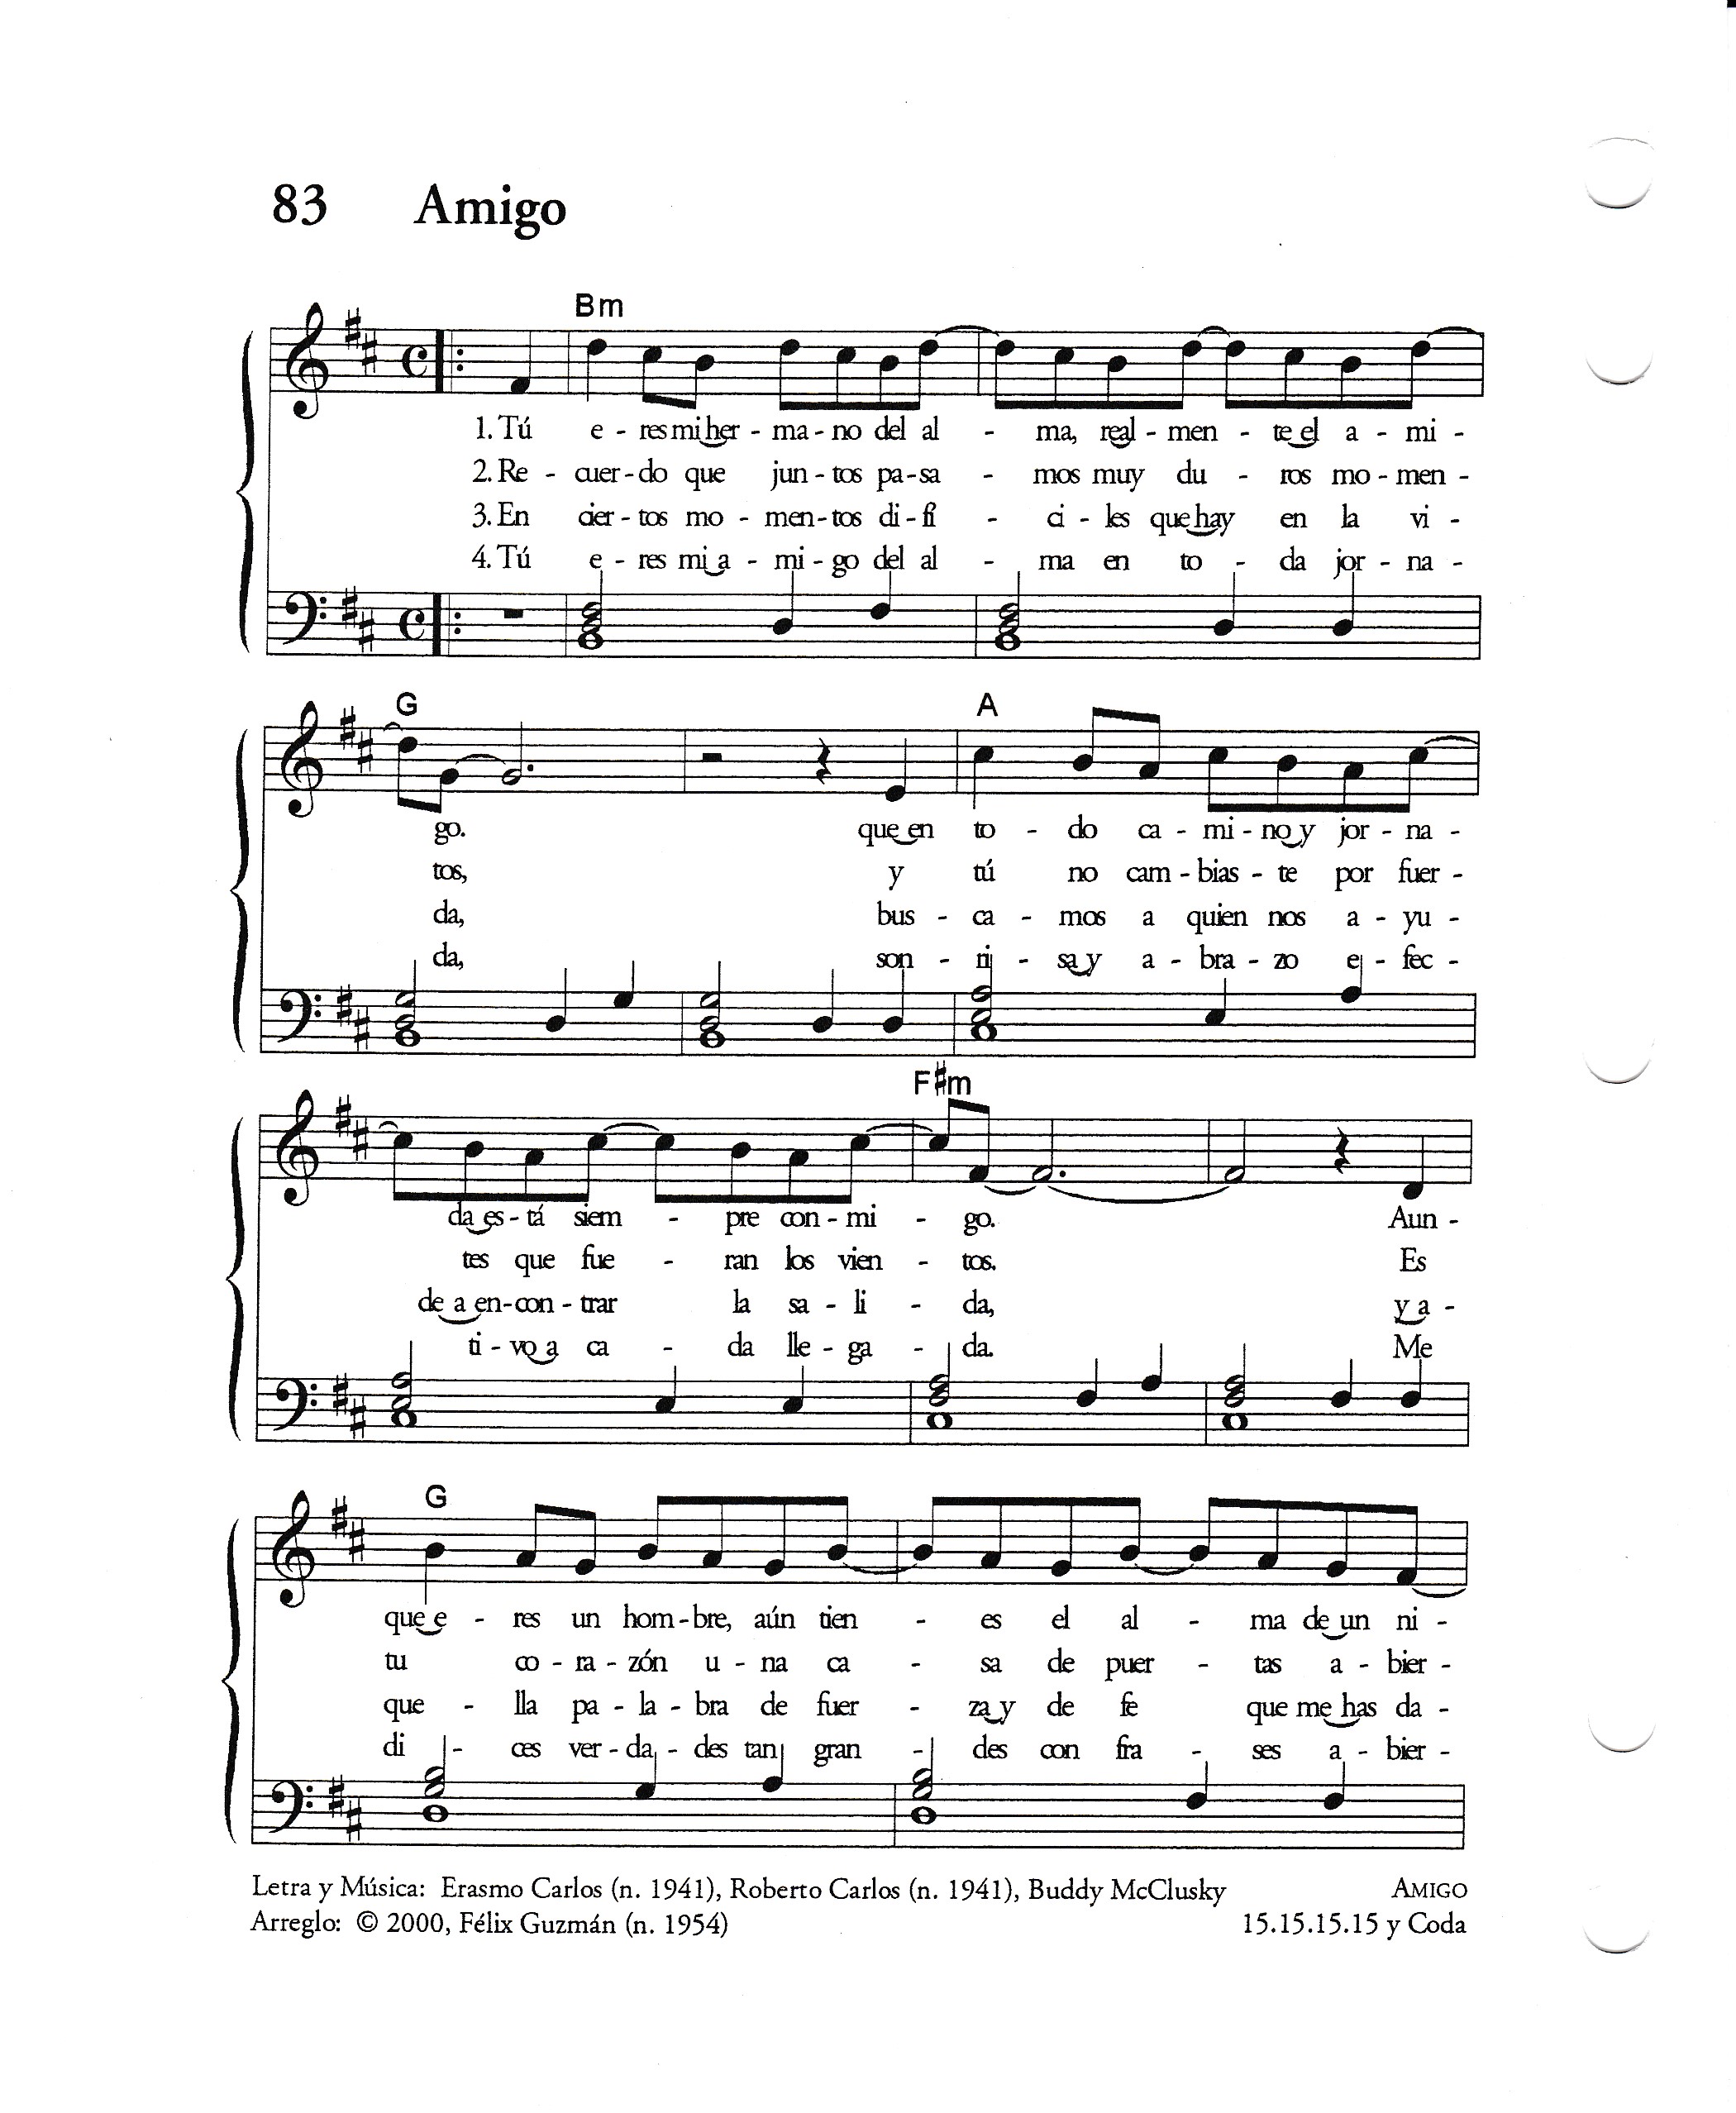 83 Amigo
Bm
1. Tú e - res mi her - ma - no del al - ma, real - men - te el a - mi -
2. Re - cuer - do que jun - tos pa - sa - mos muy du - ros mo - men -
3. En cier - tos mo - men - tos di - fí - ci - les que hay en la vi -
4. Tú e - res mi a - mi - go del al - ma en to - da jor - na -
G A
go. que en to - do ca - mi - no y jor - na -
tos, y tú no cam - bias - te por fuer -
da, bus - ca - mos a quien nos a - yu -
da, son - ri - sa y a - bra - zo e - fec -
F#m
da es - tá siem - pre con - mi - go. Aun -
tes que fue - ran los vien - tos. Es
de a en - con - trar la sa - li - da, y a -
ti - vo a ca - da lle - ga - da. Me
G
que e - res un hom - bre, aún tien - es el al - ma de un ni -
tu co - ra - zón u - na ca - sa de puer - tas a - bier -
que - lla pa - la - bra de fuer - za y de fe que me has da -
di - ces ver - da - des tan gran - des con fra - ses a - bier -
Letra y Música: Erasmo Carlos (n. 1941), Roberto Carlos (n. 1941), Buddy McClusky AMIGO
Arreglo: © 2000, Félix Guzmán (n. 1954) 15.15.15.15 y Coda